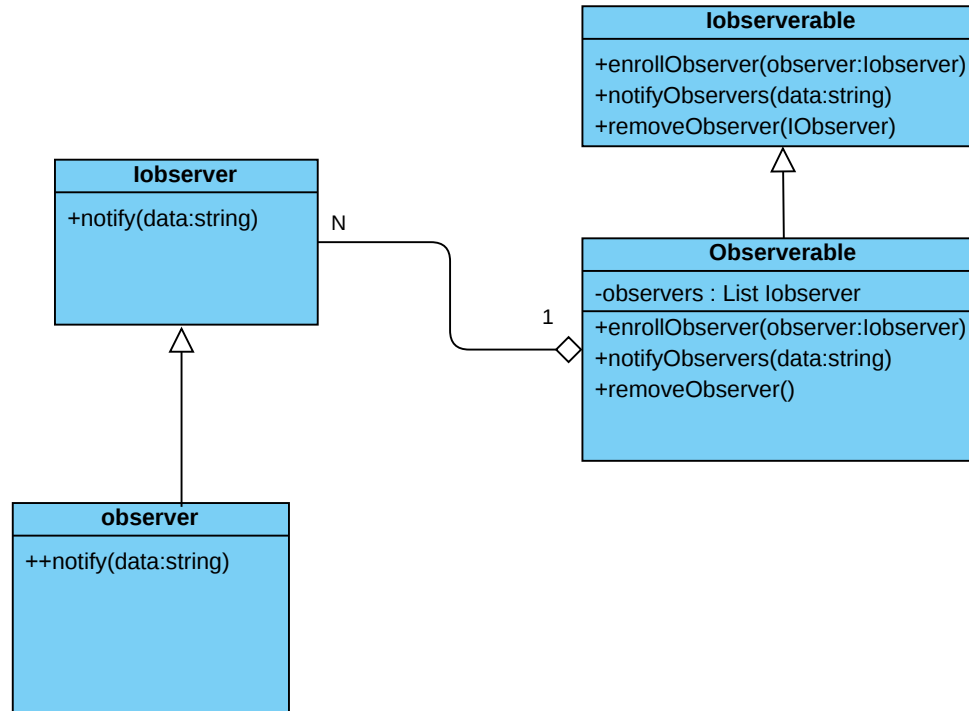 Iobserverable
+enrollObserver(observer:Iobserver)
+notifyObservers(data:string)
+removeObserver(IObserver)
Iobserver
+notify(data:string)
N
1
Observerable
-observers : List Iobserver
+enrollObserver(observer:Iobserver)
+notifyObservers(data:string)
+removeObserver()
observer
++notify(data:string)